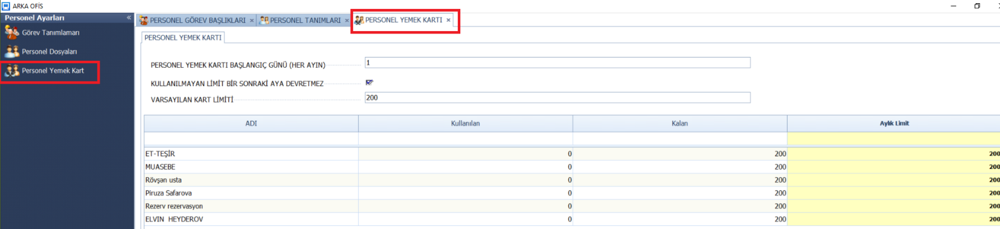 ARKA OFİS
Personel Ayarları «
Görev Tanımlamaı
Personel Dosyaları
Personel Yemek Kart
PERSONEL GÖREV BAŞLIKLARI × PERSONEL TANIMLARI × PERSONEL YEMEK KARTI ×
PERSONEL YEMEK KARTI
PERSONEL YEMEK KARTI BAŞLANGIÇ GÜNÜ (HER AYIN) 1
KULLANILMAYAN LİMİT BİR SONRAKİ AYA DEVRETMEZ
VARSAYILAN KART LİMİTİ 200
ADI Kullanılan Kalan Aylık Limit
ET-TEŞİR 0 200 200
MUASEBE 0 200 200
Rövşən usta 0 200 200
Piruza Safarova 0 200 200
Rezerv rezervasyon 0 200 200
ELVIN HEYDEROV 0 200 200